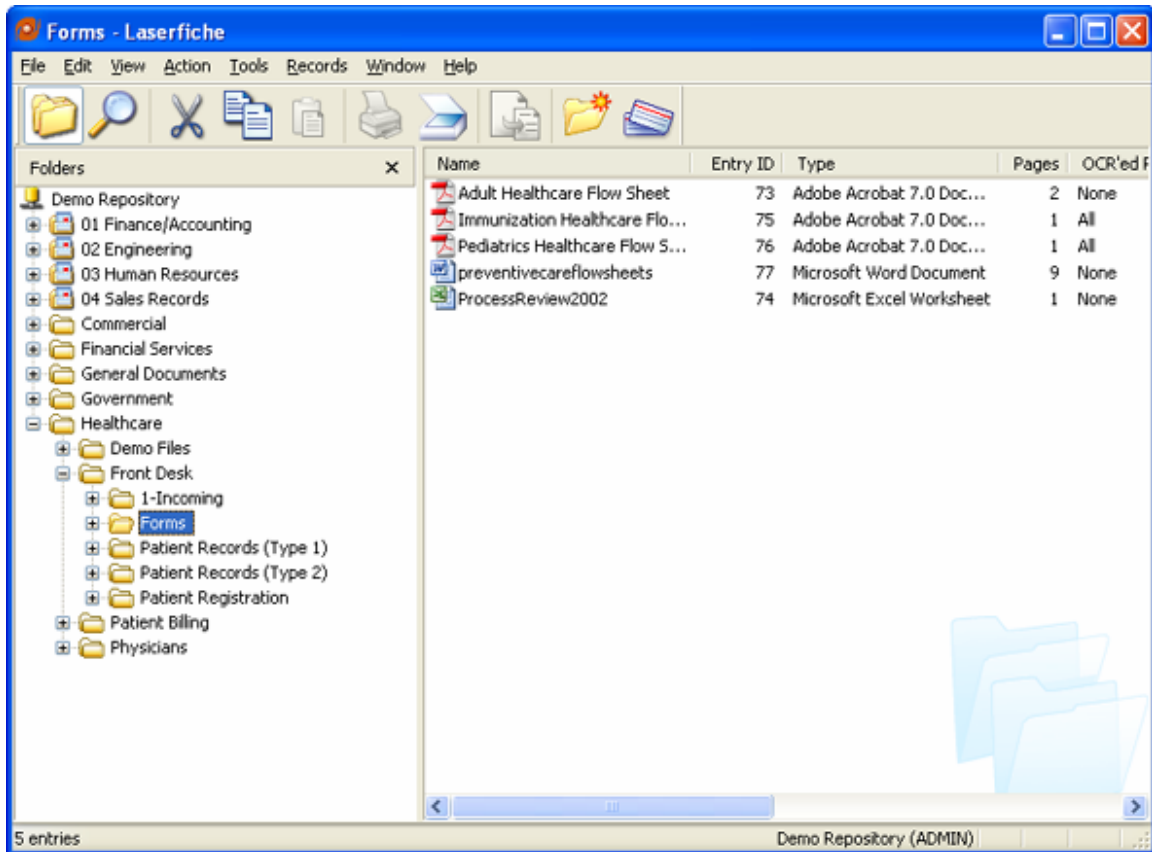 Forms - Laserfiche
File Edit View Action Tools Records Window Help
Folders
Demo Repository
01 Finance/Accounting
02 Engineering
03 Human Resources
04 Sales Records
Commercial
Financial Services
General Documents
Government
Healthcare
Demo Files
Front Desk
1-Incoming
Forms
Patient Records (Type 1)
Patient Records (Type 2)
Patient Registration
Patient Billing
Physicians
Name Entry ID Type Pages OCR'ed P
Adult Healthcare Flow Sheet 73 Adobe Acrobat 7.0 Doc... 2 None
Immunization Healthcare Flo... 75 Adobe Acrobat 7.0 Doc... 1 All
Pediatrics Healthcare Flow S... 76 Adobe Acrobat 7.0 Doc... 1 All
preventivecareflowsheets 77 Microsoft Word Document 9 None
ProcessReview2002 74 Microsoft Excel Worksheet 1 None
5 entries Demo Repository (ADMIN)